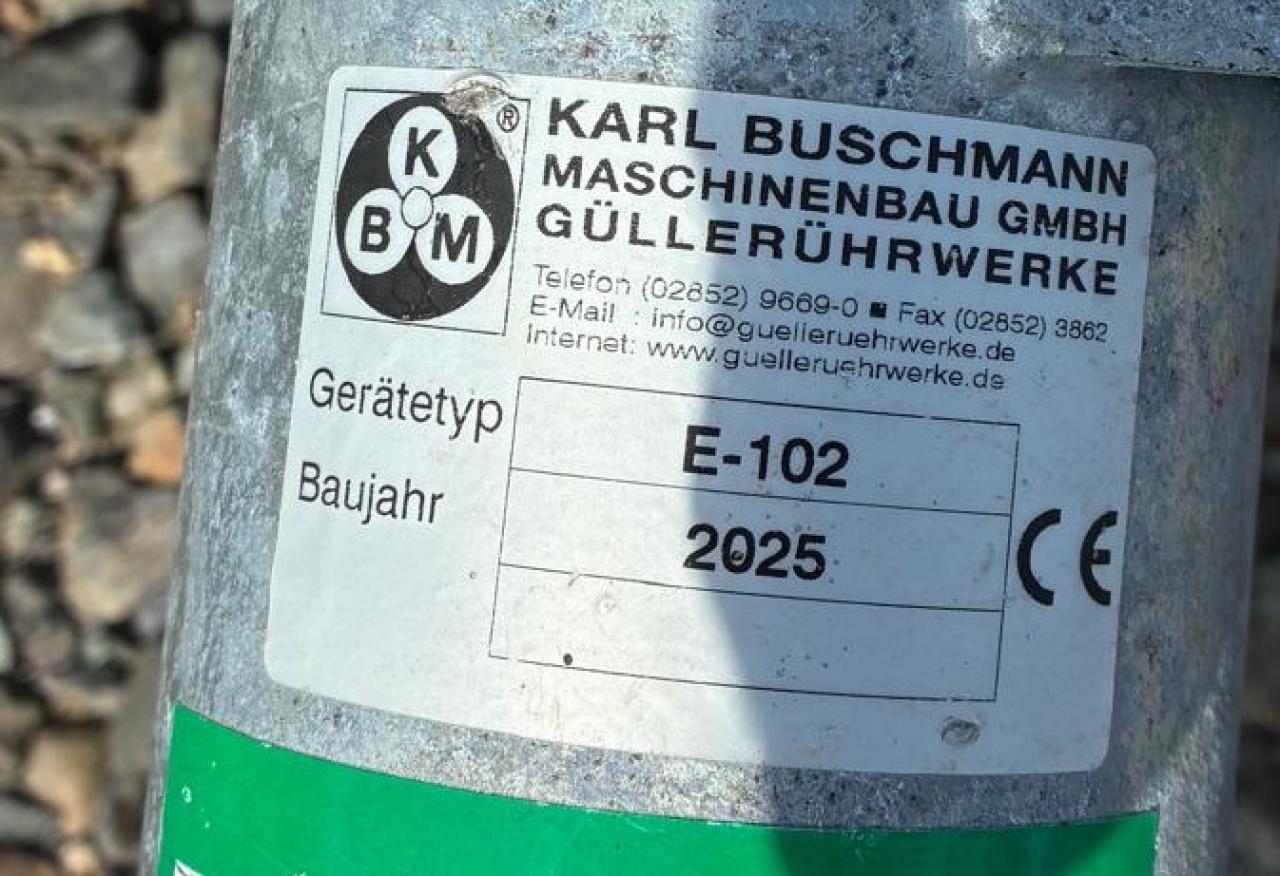 K
B M
®
KARL BUSCHMANN
MASCHINENBAU GMBH
GÜLLERÜHRWERKE
Telefon (02852) 9669-0 ■ Fax (02852) 3862
E-Mail : info@guelleruehrwerke.de
Internet: www.guelleruehrwerke.de
Gerätetyp E-102
Baujahr 2025
CE